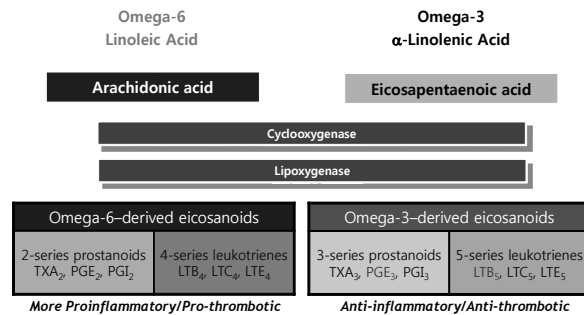 Omega-6
Linoleic Acid
Omega-3
α-Linolenic Acid
Arachidonic acid
Eicosapentaenoic acid
Cyclooxygenase
Lipoxygenase
Omega-6–derived eicosanoids
2-series prostanoids
TXA₂, PGE₂, PGI₂
4-series leukotrienes
LTB₄, LTC₄, LTE₄
More Proinflammatory/Pro-thrombotic
Omega-3–derived eicosanoids
3-series prostanoids
TXA₃, PGE₃, PGI₃
5-series leukotrienes
LTB₅, LTC₅, LTE₅
Anti-inflammatory/Anti-thrombotic